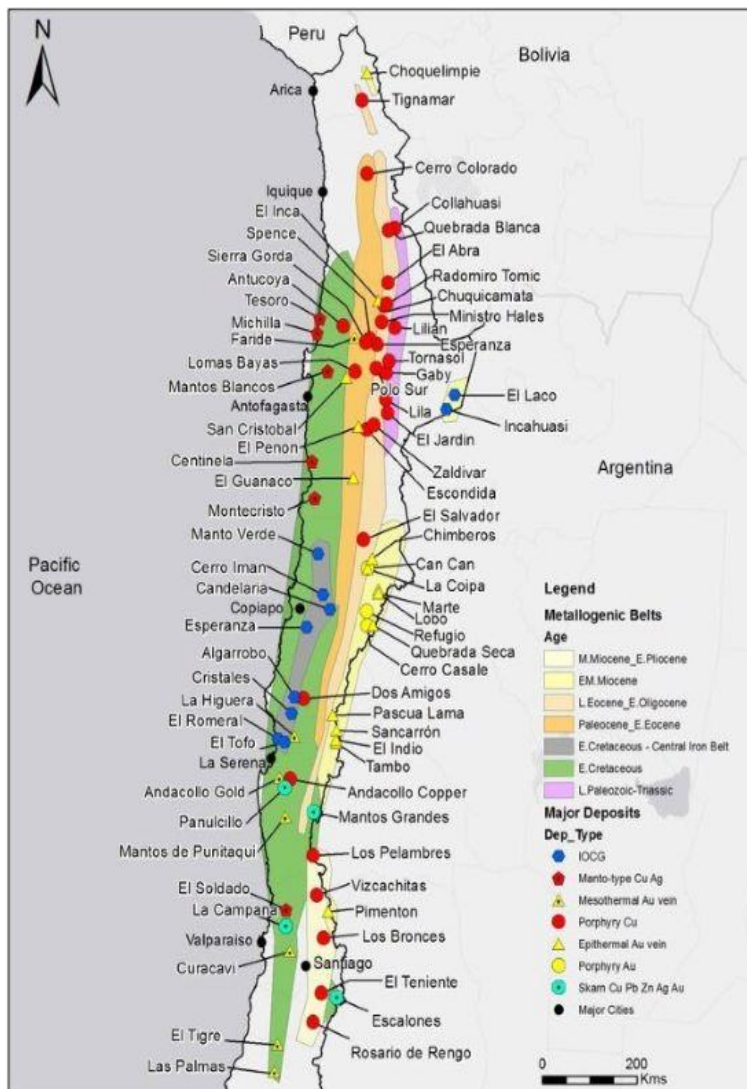 N
Peru
Bolivia
Choquelimpie
Arica
Tignamar
Cerro Colorado
Iquique
El Inca
Collahuasi
Spence
Quebrada Blanca
Sierra Gorda
El Abra
Antucoya
Radomiro Tomic
Tesoro
Chuquicamata
Michilla
Ministro Hales
Faride
Lilian
Esperanza
Lomas Bayas
Tornasol
Gaby
Mantos Blancos
Polo Sur
El Laco
Antofagasta
Lila
Incahuasi
San Cristobal
El Jardin
El Penon
Zaldivar
Centinela
Argentina
El Guanaco
Escondida
Montecristo
El Salvador
Manto Verde
Chimberos
Pacific
Ocean
Cerro Iman
Can Can
Candelaria
La Coipa
Copiapo
Marte
Lobo
Esperanza
Refugio
Algarrobo
Quebrada Seca
Cerro Casale
Cristales
Dos Amigos
La Higuera
Pascua Lama
El Romeral
Sancarrón
El Tofo
El Indio
La Serena
Tambo
Andacollo Gold
Andacollo Copper
Panulcillo
Mantos Grandes
Mantos de Punitaqui
Los Pelambres
El Soldado
Vizcachitas
La Campana
Pimenton
Valparaiso
Los Bronces
Curacavi
Santiago
El Teniente
Escalones
El Tigre
Rosario de Rengo
Las Palmas
Legend
Metallogenic Belts
Age
M.Miocene_E.Pliocene
EM.Miocene
L.Eocene_E.Oligocene
Paleocene_E.Eocene
E.Cretaceous - Central Iron Belt
E.Cretaceous
L.Paleozoic-Triassic
Major Deposits
Dep_Type
IOCG
Manto-type Cu Ag
Mesothermal Au vein
Porphyry Cu
Epithermal Au vein
Porphyry Au
Skarn Cu Pb Zn Ag Au
Major Cities
0 200
Kms